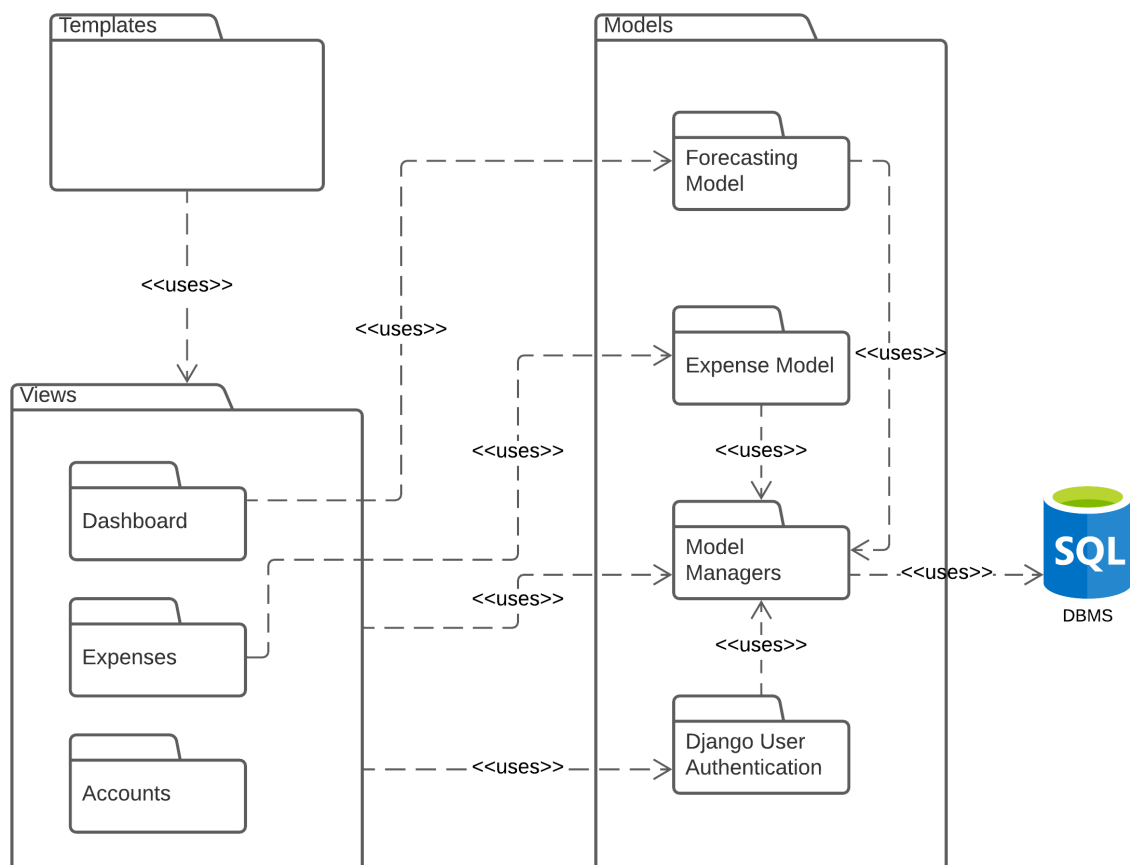 Templates
<<uses>>
Views
Dashboard
Expenses
Accounts
<<uses>>
<<uses>>
<<uses>>
<<uses>>
Models
Forecasting
Model
Expense Model
<<uses>>
<<uses>>
Model
Managers
<<uses>>
Django User
Authentication
<<uses>>
SQL
DBMS